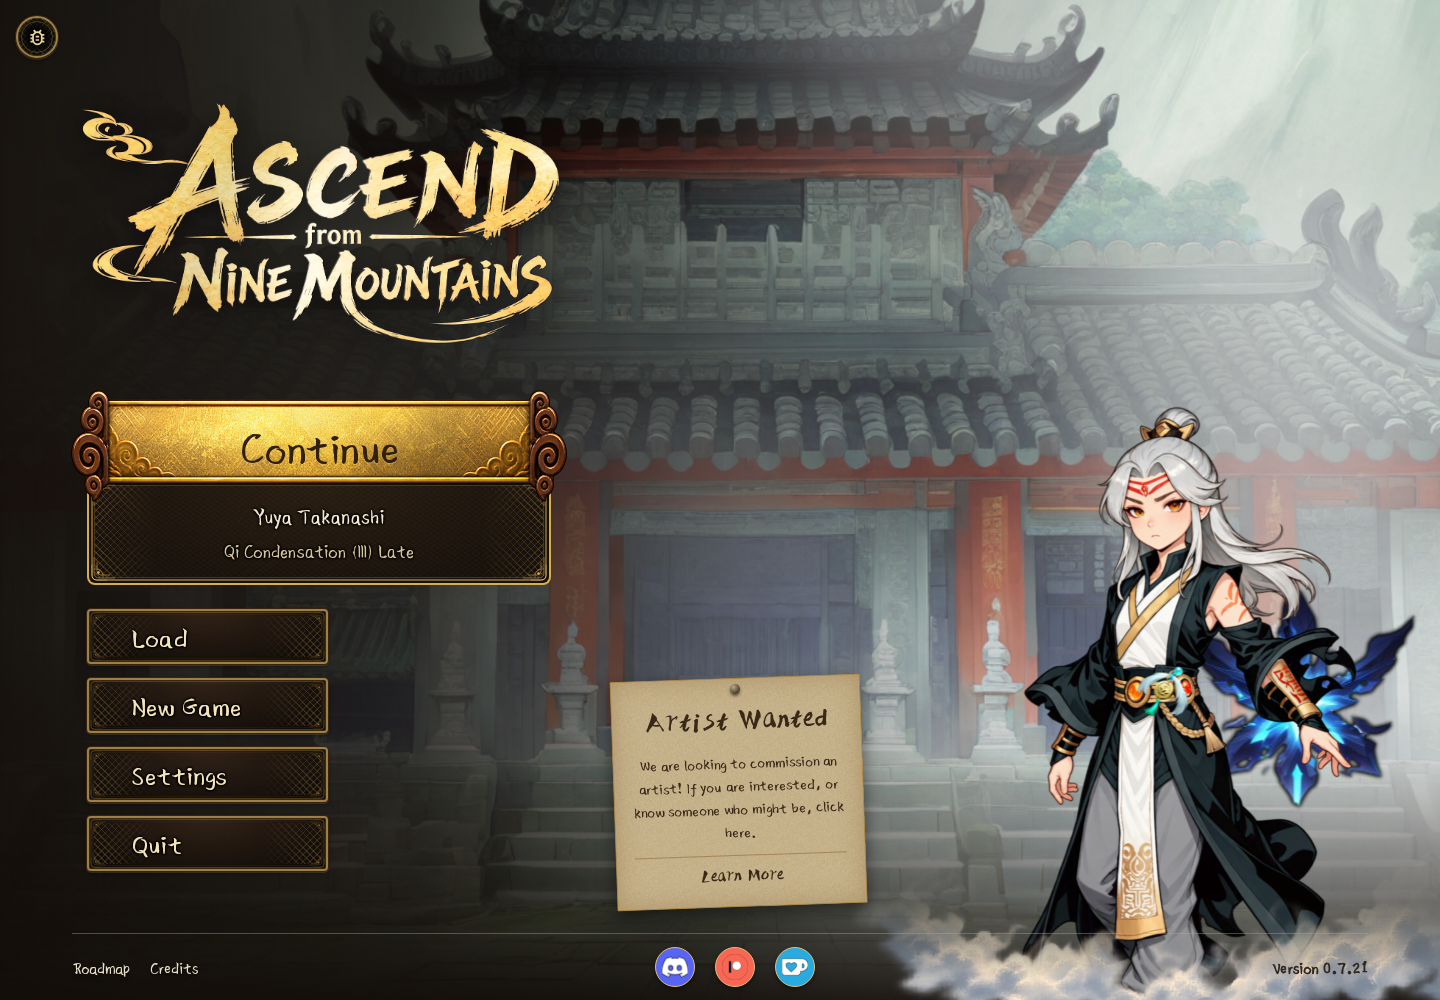 ASCEND
from
NINE MOUNTAINS
Continue
Yuya Takanashi
Qi Condensation (III) Late
Load
New Game
Settings
Quit
Artist Wanted
We are looking to commission an
artist! If you are interested, or
know someone who might be, click
here.
Learn More
Roadmap
Credits
Version 0.7.21